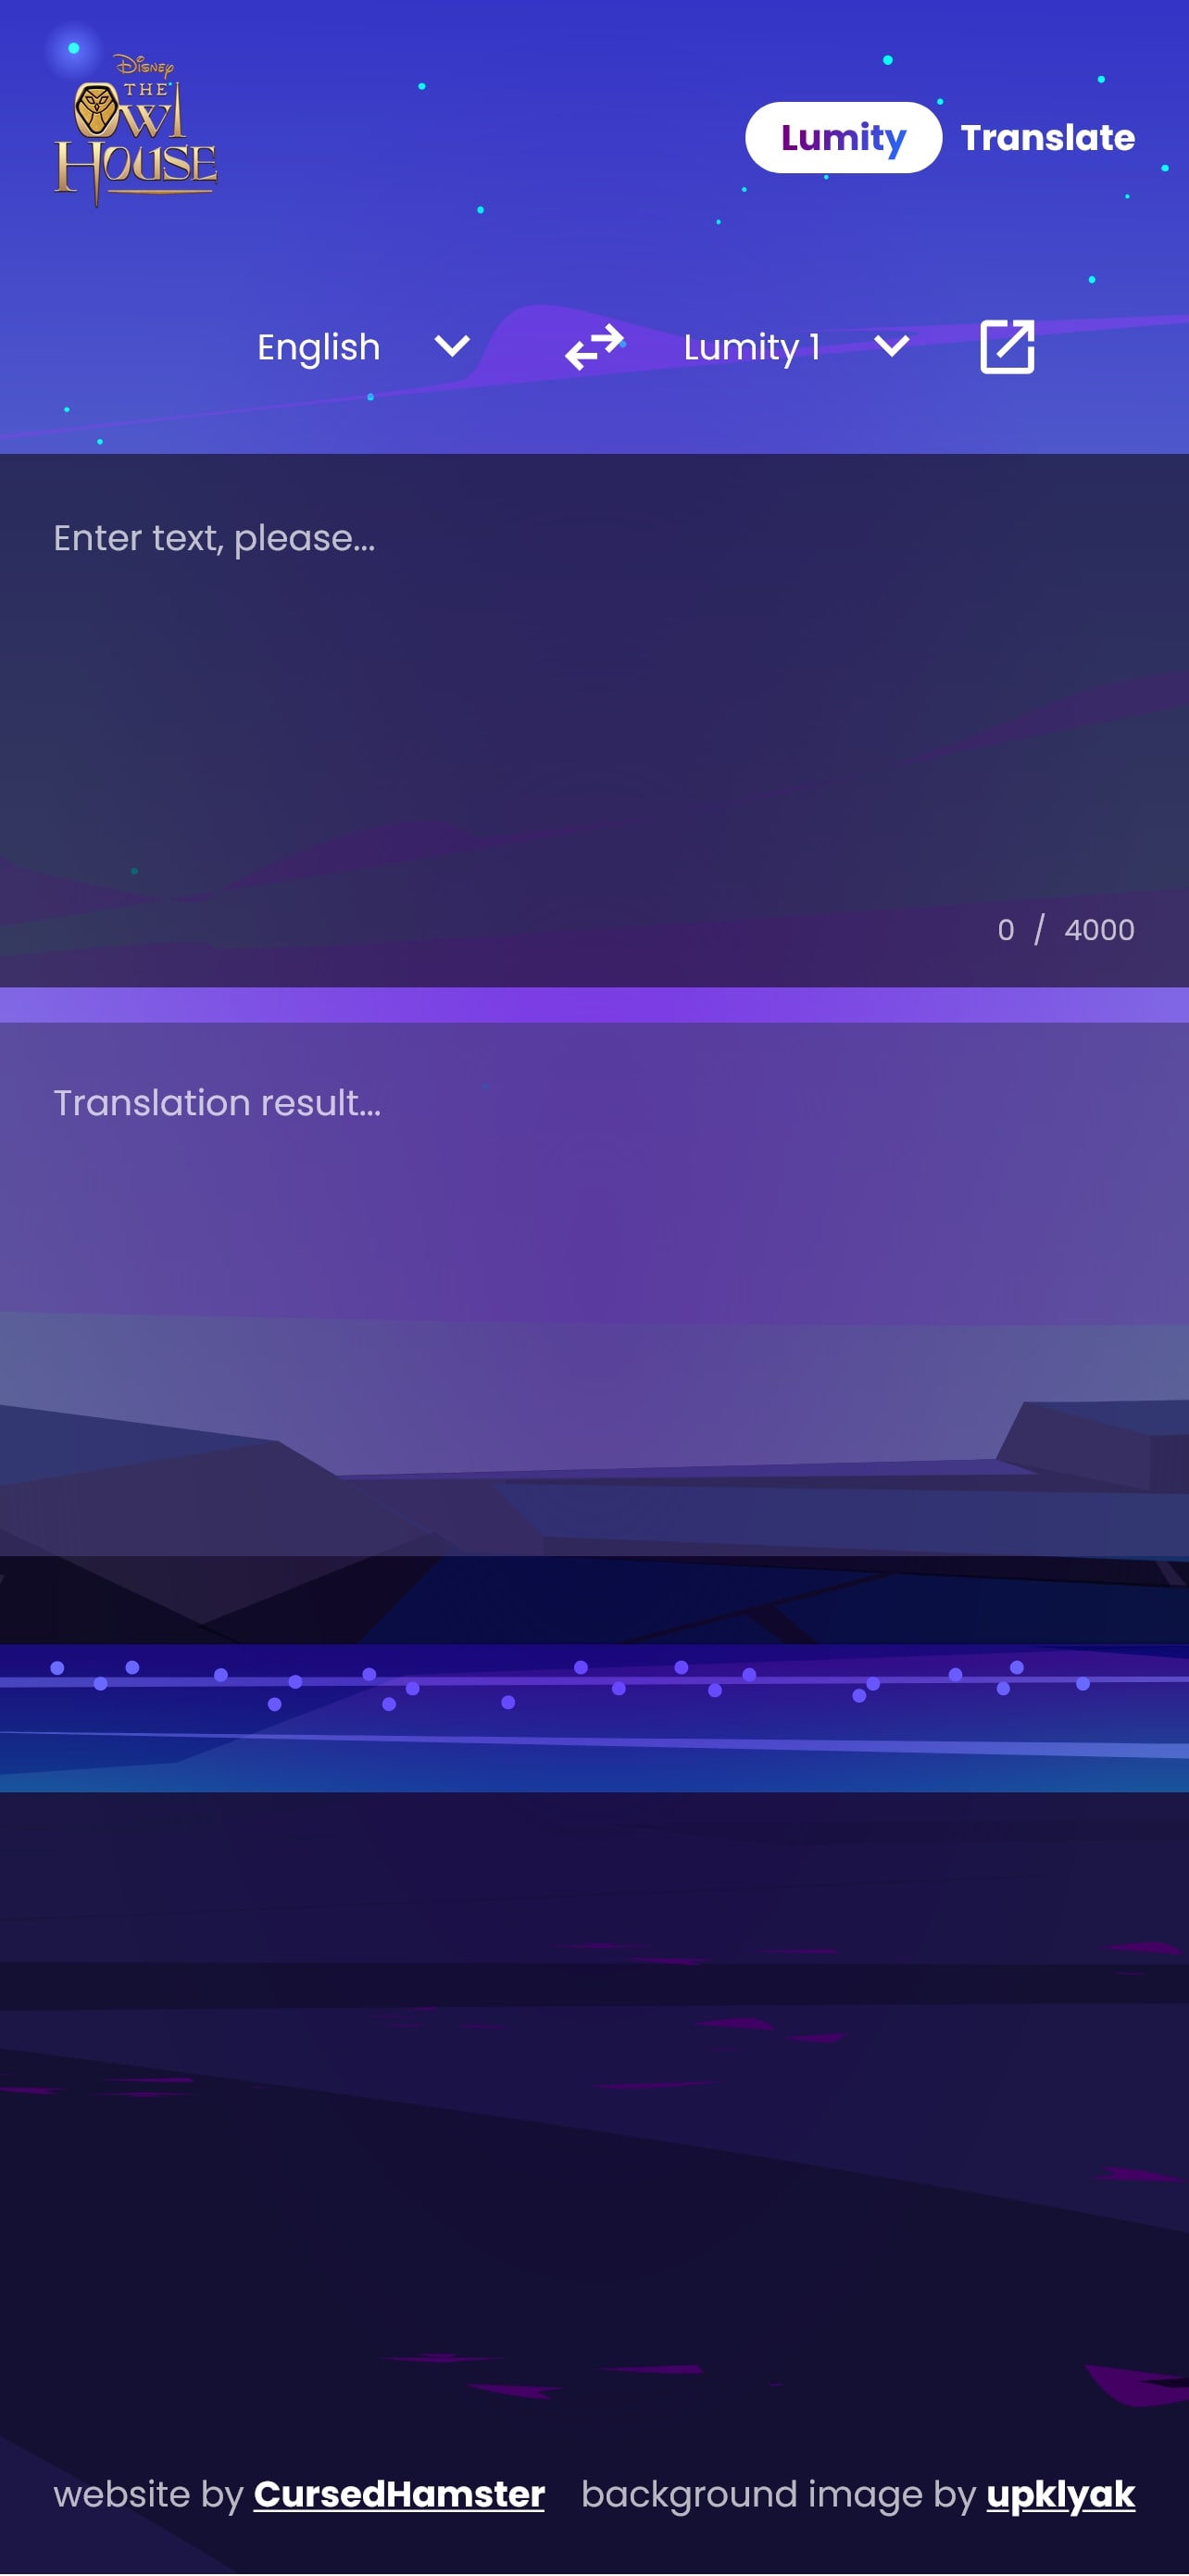 Disney
THE
Owl
HOUSE
Lumity Translate
English Lumity 1
Enter text, please...
0 / 4000
Translation result...
website by CursedHamster background image by upklyak